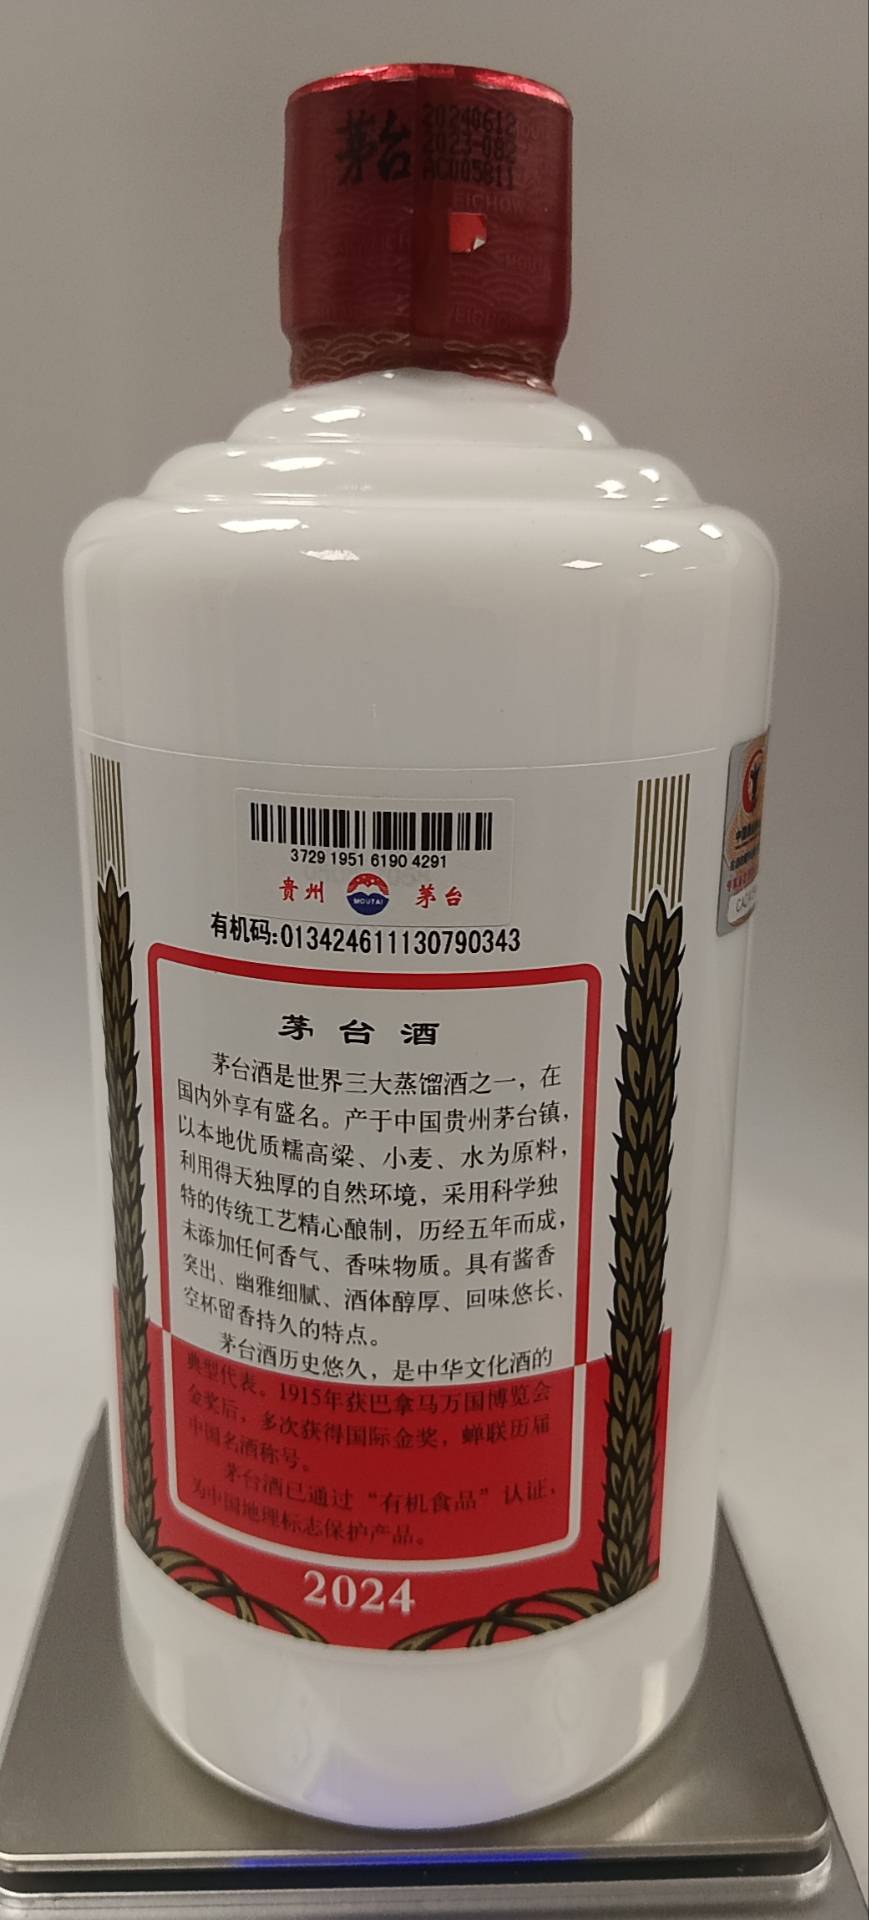 茅台
20240612
2023-082
AC005811
3729 1951 6190 4291
贵州
MOUTAI
茅台
有机码:013424611130790343
茅台酒
茅台酒是世界三大蒸馏酒之一，在
国内外享有盛名。产于中国贵州茅台镇，
以本地优质糯高粱、小麦、水为原料，
利用得天独厚的自然环境，采用科学独
特的传统工艺精心酿制，历经五年而成，
未添加任何香气、香味物质。具有酱香
突出、幽雅细腻、酒体醇厚、回味悠长、
空杯留香持久的特点。
茅台酒历史悠久，是中华文化酒的
典型代表。1915年获巴拿马万国博览会
金奖后，多次获得国际金奖，蝉联历届
中国名酒称号。
茅台酒已通过“有机食品”认证，
为中国地理标志保护产品。
2024